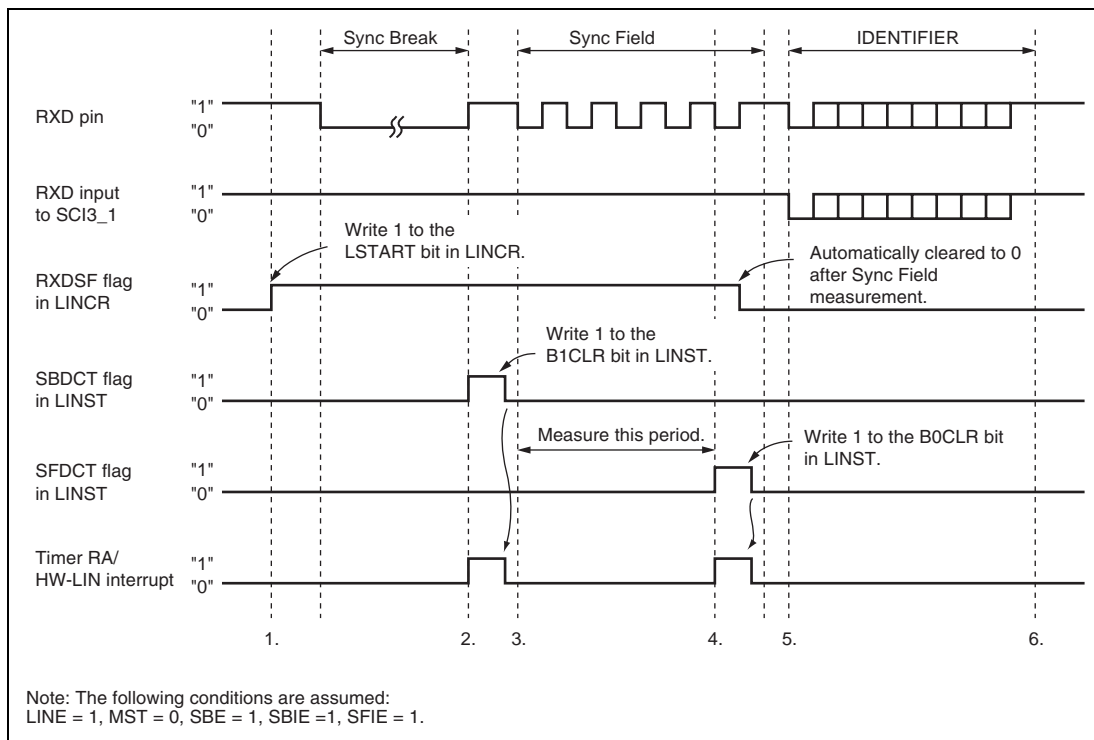 Sync Break
Sync Field
IDENTIFIER
RXD pin
"1"
"0"
RXD input
to SCI3_1
"1"
"0"
Write 1 to the
LSTART bit in LINCR.
Automatically cleared to 0
after Sync Field
measurement.
RXDSF flag
in LINCR
"1"
"0"
Write 1 to the
B1CLR bit in LINST.
SBDCT flag
in LINST
"1"
"0"
Measure this period.
Write 1 to the B0CLR bit
in LINST.
SFDCT flag
in LINST
"1"
"0"
Timer RA/
HW-LIN interrupt
"1"
"0"
1.
2.
3.
4.
5.
6.
Note: The following conditions are assumed:
LINE = 1, MST = 0, SBE = 1, SBIE =1, SFIE = 1.